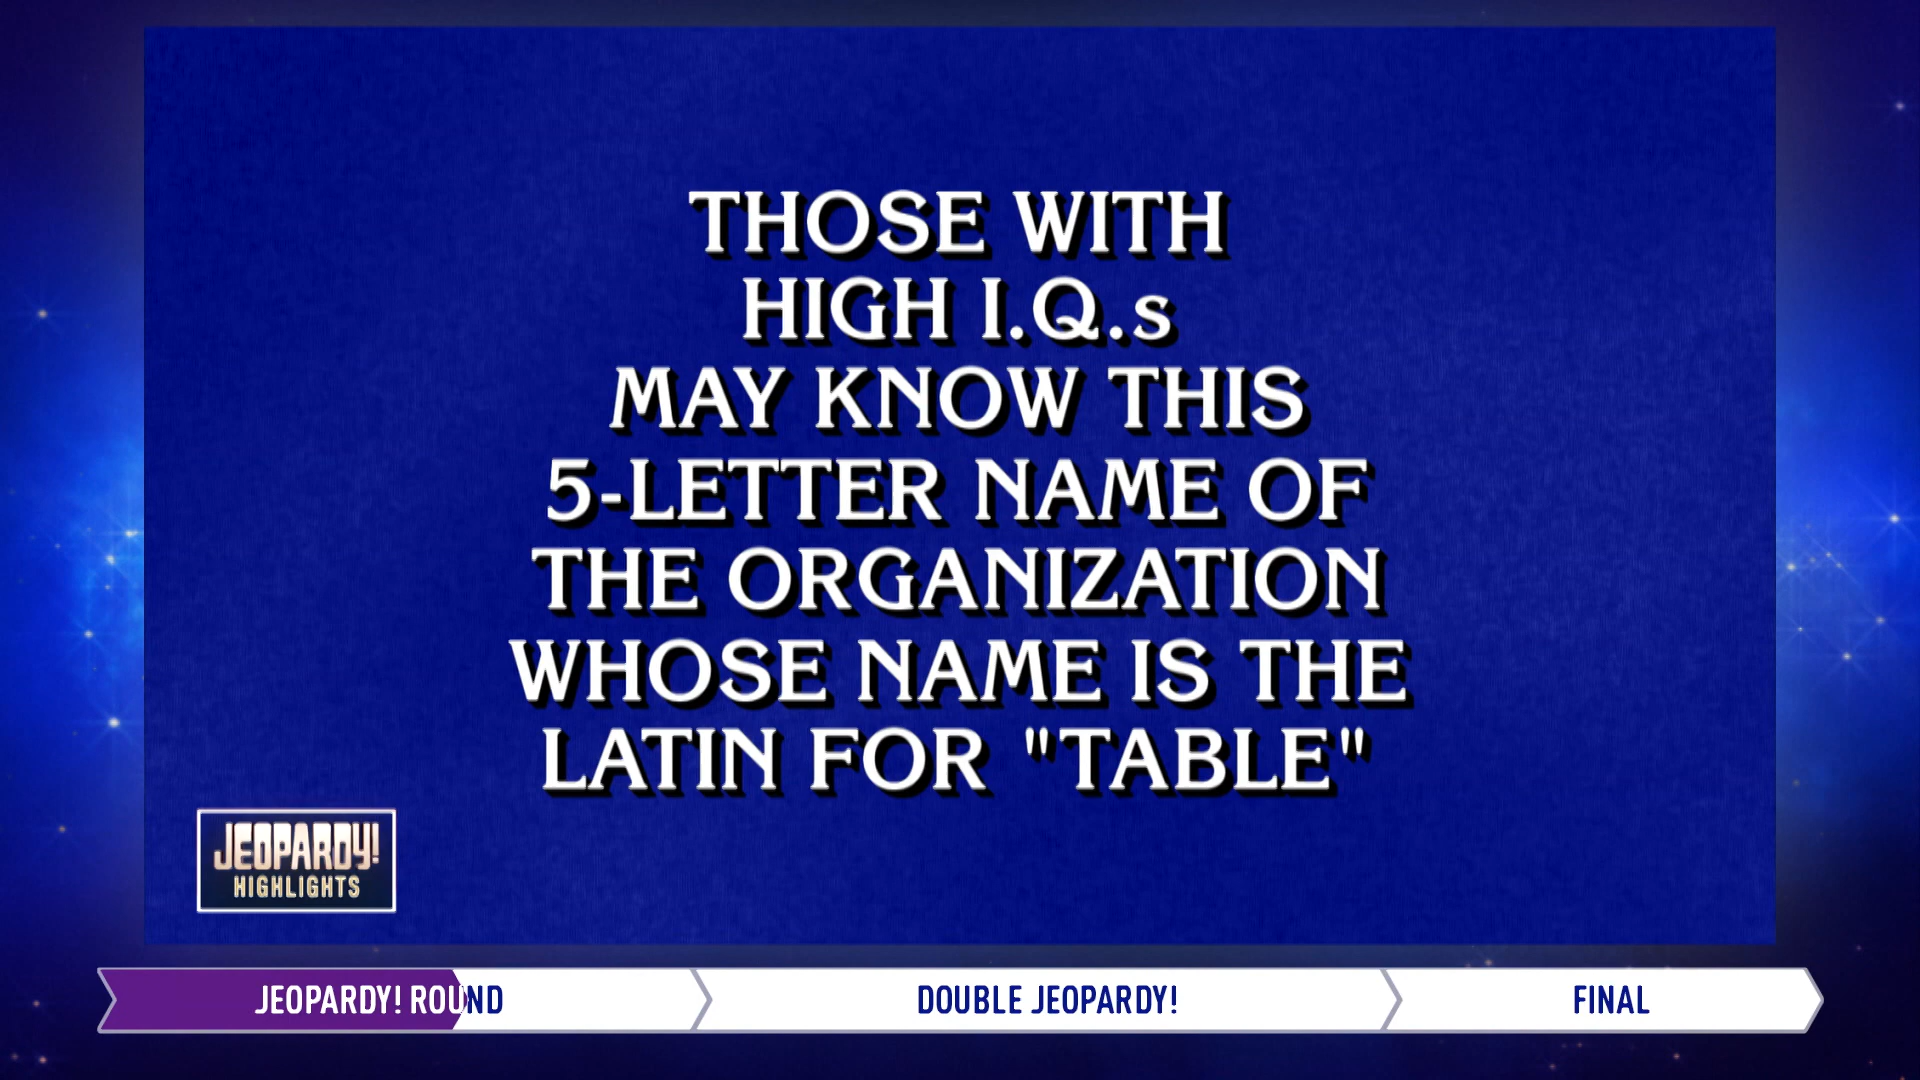 THOSE WITH
HIGH I.Q.s
MAY KNOW THIS
5-LETTER NAME OF
THE ORGANIZATION
WHOSE NAME IS THE
LATIN FOR "TABLE"
JEOPARDY!
HIGHLIGHTS
JEOPARDY! ROUND
DOUBLE JEOPARDY!
FINAL